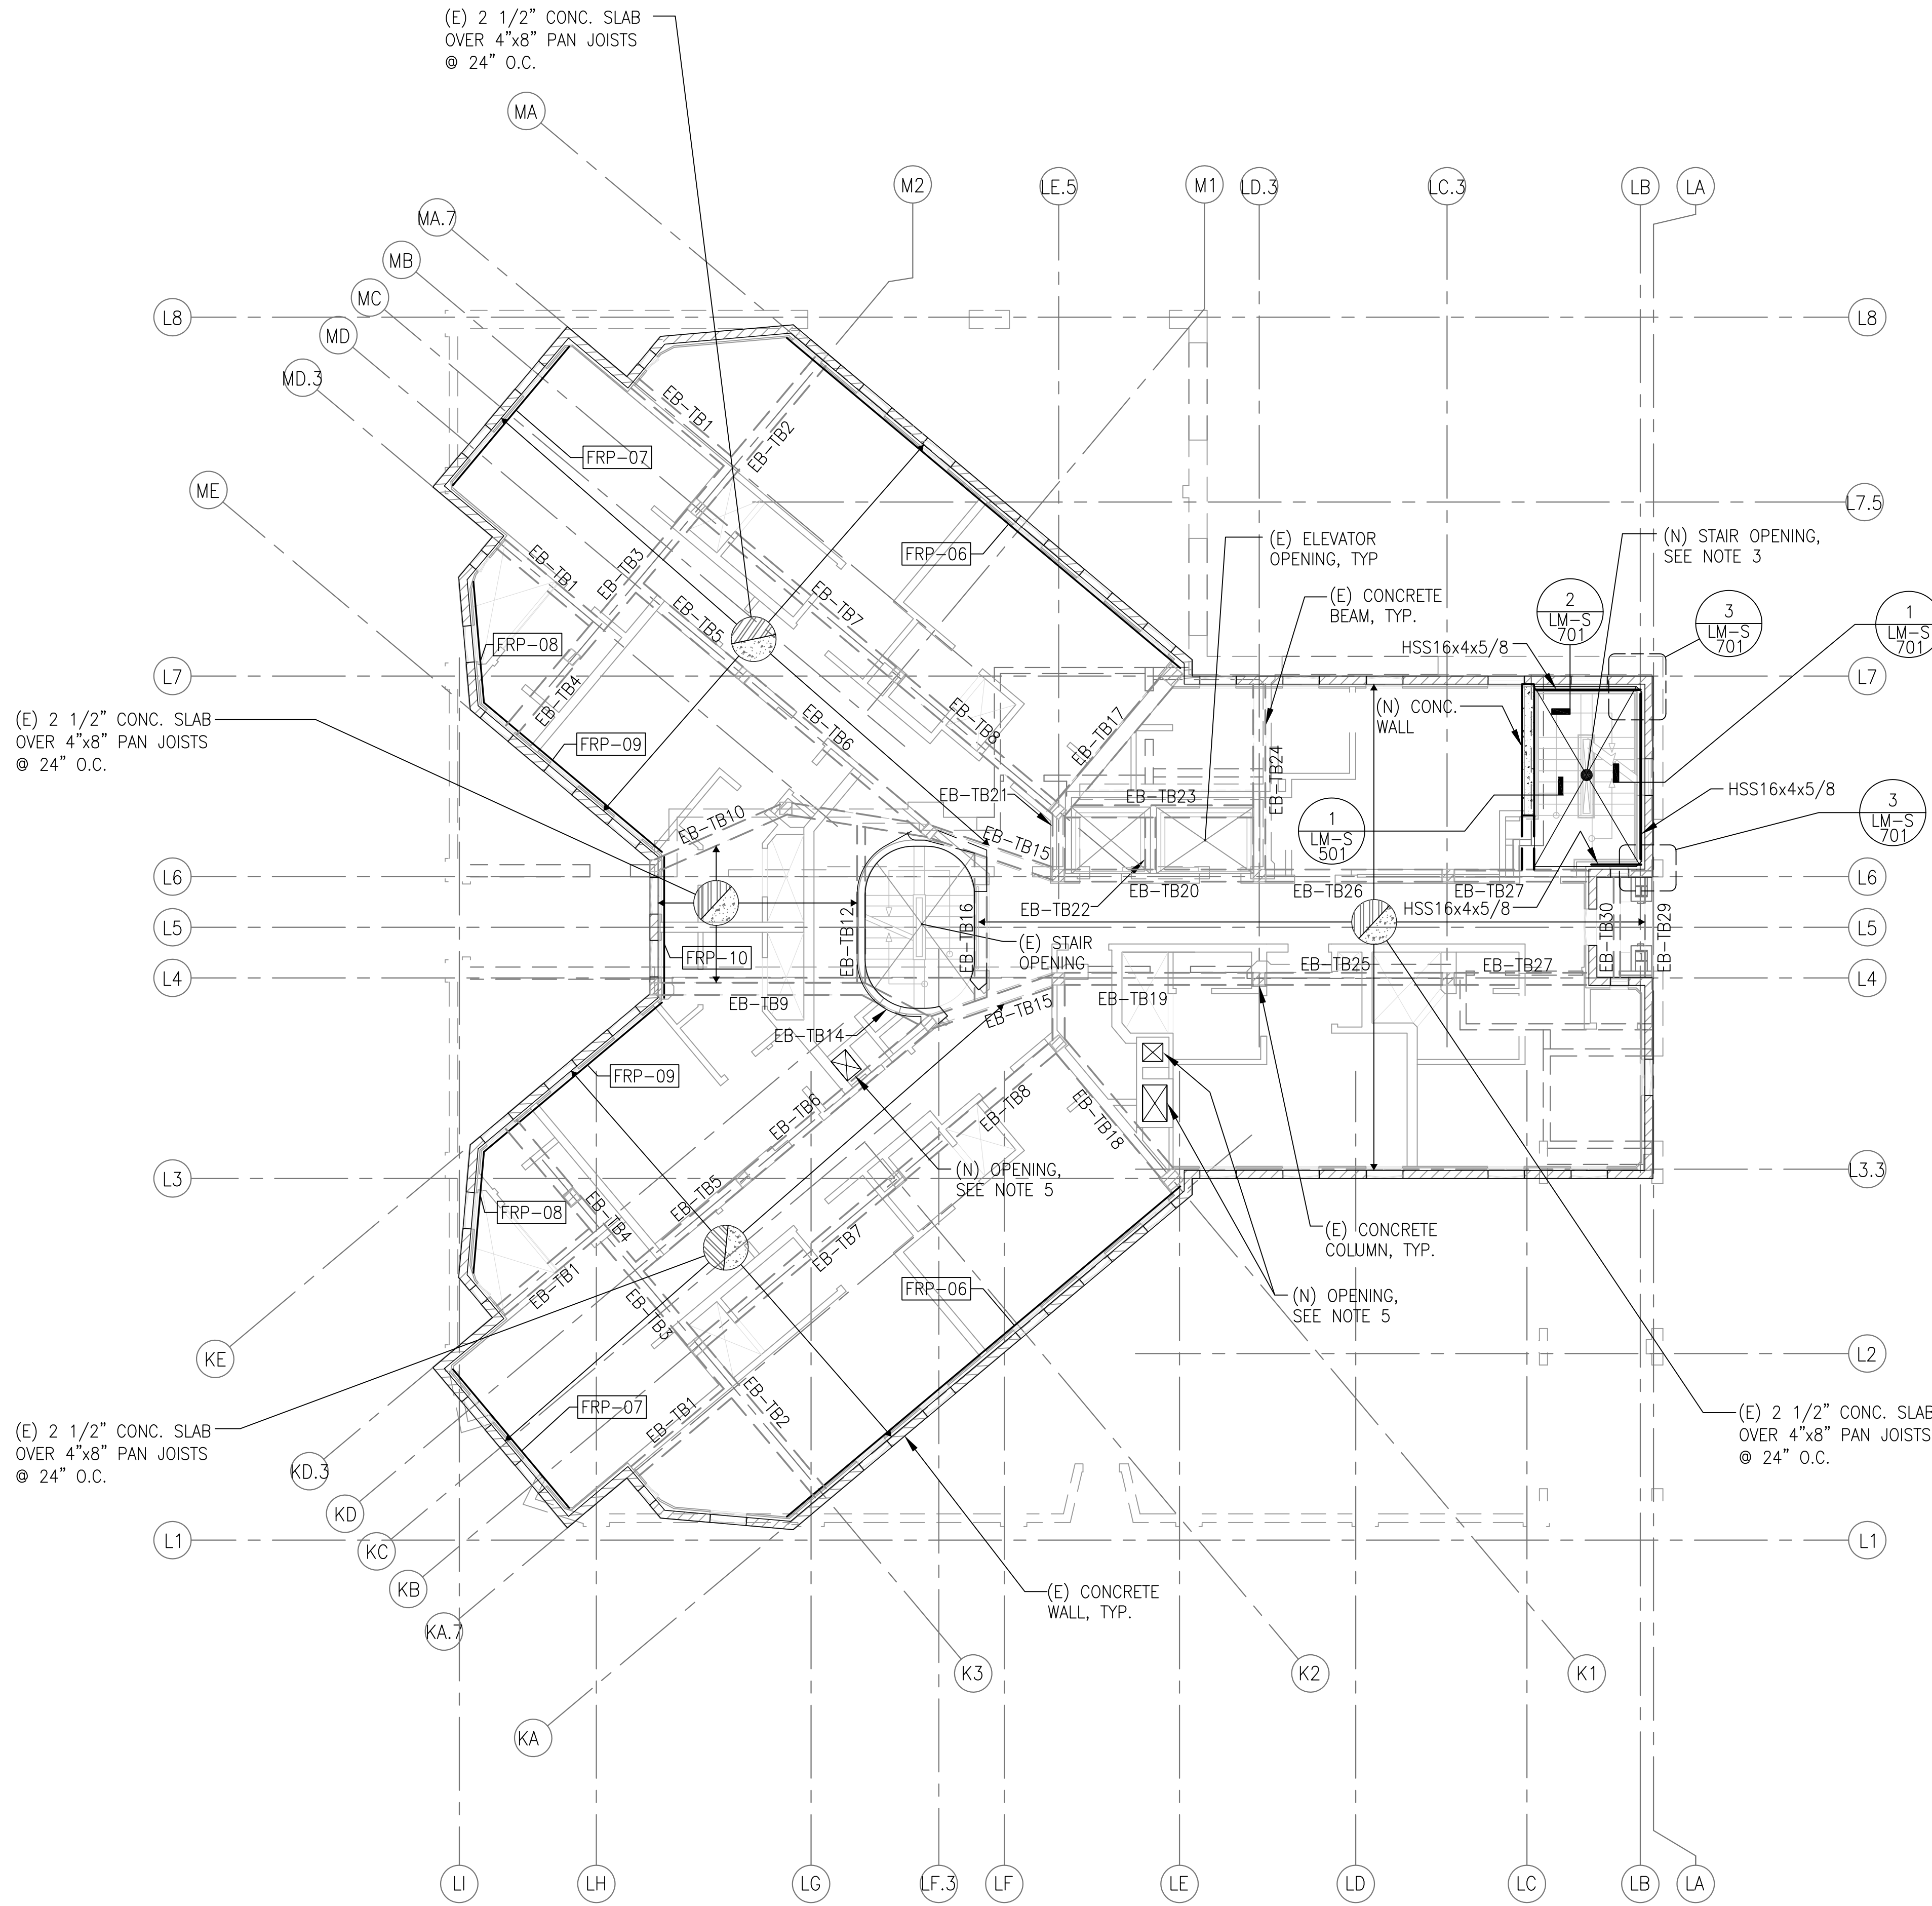 (E) 2 1/2" CONC. SLAB
OVER 4"x8" PAN JOISTS
@ 24" O.C.
MA
M2
LE.5
M1
LD.3
LC.3
LB
LA
MA.7
MB
MC
MD
MD.3
ME
L8
L8
EB-TB1
EB-TB2
FRP-07
FRP-06
L7.5
(E) ELEVATOR
OPENING, TYP
(N) STAIR OPENING,
SEE NOTE 3
EB-TB1
EB-TB3
EB-TB5
EB-TB7
(E) CONCRETE
BEAM, TYP.
2
LM-S
701
3
LM-S
701
1
LM-S
701
FRP-08
HSS16x4x5/8
L7
L7
EB-TB4
EB-TB6
EB-TB8
EB-TB17
(N) CONC.
WALL
(E) 2 1/2" CONC. SLAB
OVER 4"x8" PAN JOISTS
@ 24" O.C.
FRP-09
EB-TB24
EB-TB21
EB-TB23
HSS16x4x5/8
EB-TB10
EB-TB15
1
LM-S
501
3
LM-S
701
L6
L6
EB-TB20
EB-TB26
EB-TB27
EB-TB22
HSS16x4x5/8
EB-TB12
EB-TB16
EB-TB30
EB-TB29
L5
L5
(E) STAIR
OPENING
FRP-10
EB-TB25
EB-TB27
L4
L4
EB-TB9
EB-TB15
EB-TB19
EB-TB14
FRP-09
EB-TB6
EB-TB8
EB-TB18
L3
(N) OPENING,
SEE NOTE 5
L3.3
FRP-08
EB-TB4
EB-TB5
EB-TB7
(E) CONCRETE
COLUMN, TYP.
EB-TB1
EB-TB3
FRP-06
(N) OPENING,
SEE NOTE 5
KE
L2
FRP-07
EB-TB1
EB-TB2
(E) 2 1/2" CONC. SLAB
OVER 4"x8" PAN JOISTS
@ 24" O.C.
(E) 2 1/2" CONC. SLAB
OVER 4"x8" PAN JOISTS
@ 24" O.C.
KD.3
KD
KC
KB
KA.7
L1
L1
(E) CONCRETE
WALL, TYP.
K3
K2
K1
KA
LI
LH
LG
LF.3
LF
LE
LD
LC
LB
LA